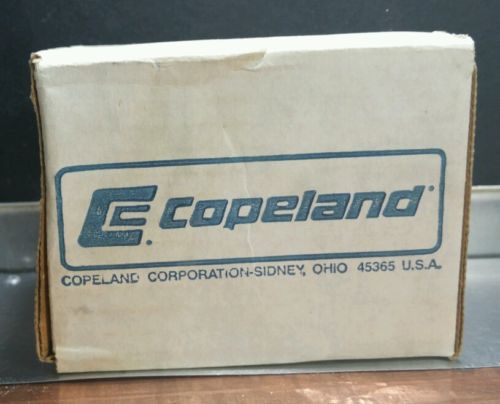 Copeland
COPELAND CORPORATION-SIDNEY, OHIO 45365 U.S.A.